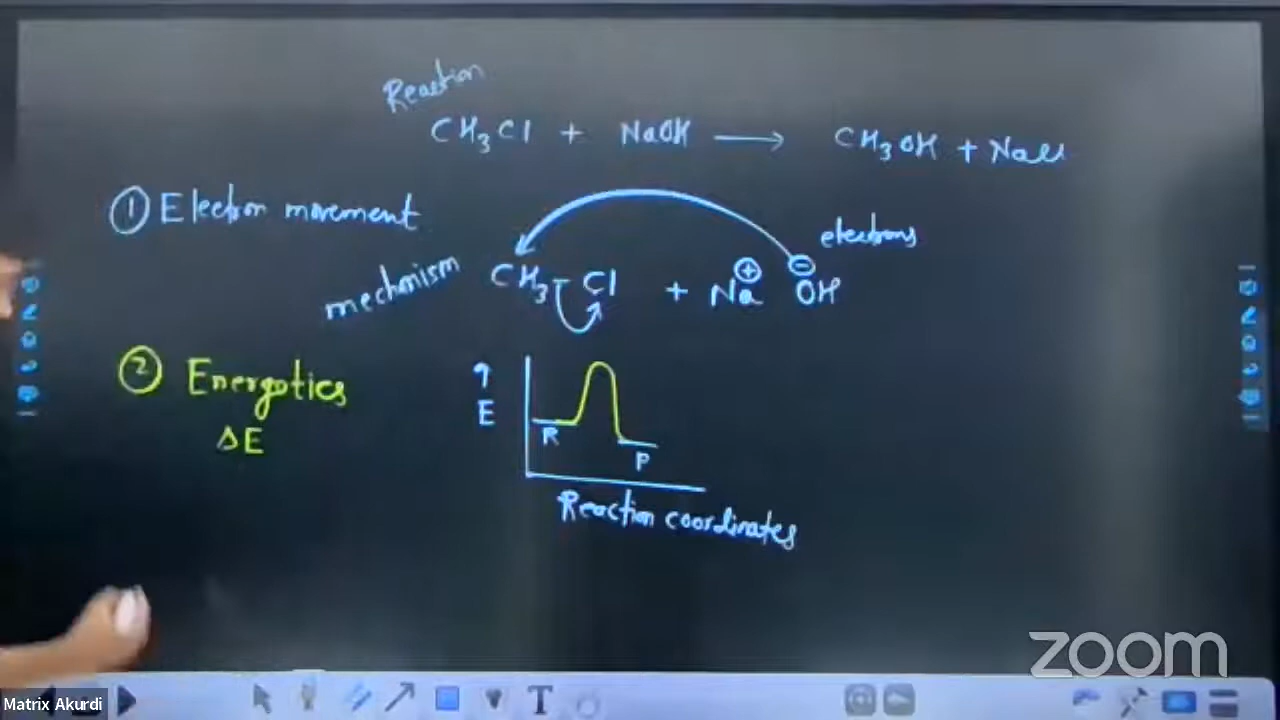 Reaction
CH₃Cl + NaOH ⟶ CH₃OH + NaCl
① Electron movement
electrons
mechanism CH₃–Cl + Na⊕ ⊖OH
② Energetics
ΔE
↑
E
R
P
Reaction coordinates
zoom
Matrix Akurdi
T